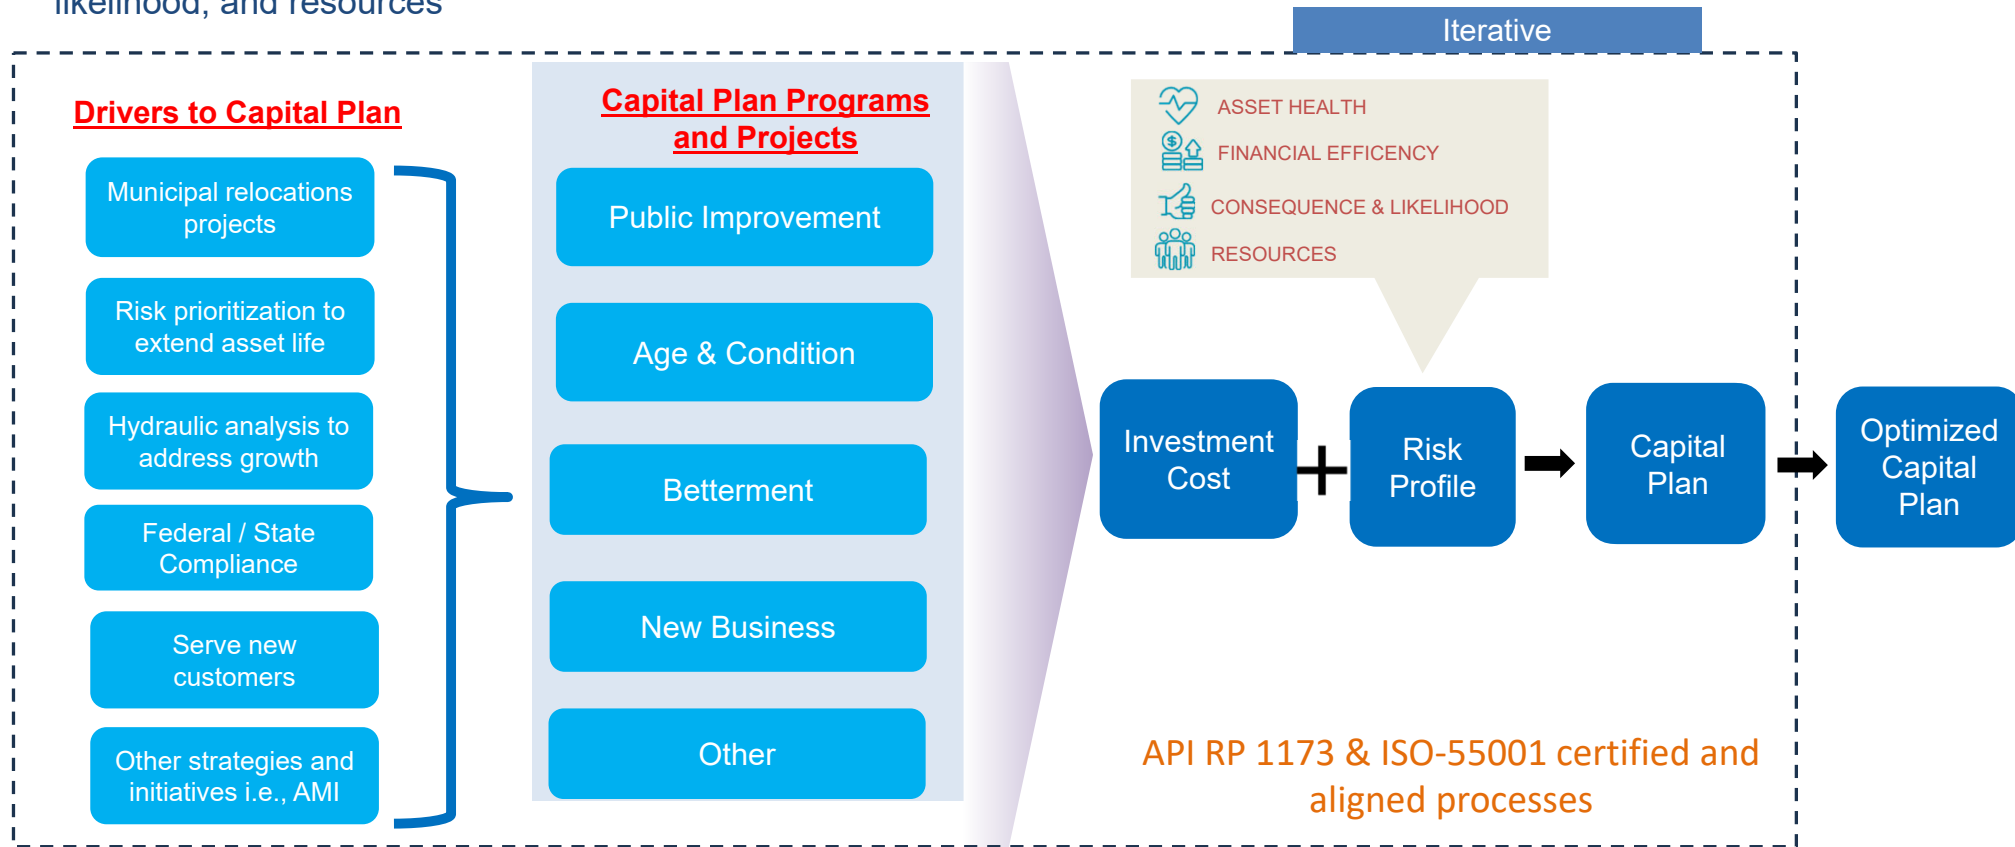 likelihood, and resources
Iterative
Drivers to Capital Plan
Municipal relocations
projects
Risk prioritization to
extend asset life
Hydraulic analysis to
address growth
Federal / State
Compliance
Serve new
customers
Other strategies and
initiatives i.e., AMI
Capital Plan Programs
and Projects
Public Improvement
Age & Condition
Betterment
New Business
Other
ASSET HEALTH
FINANCIAL EFFICENCY
CONSEQUENCE & LIKELIHOOD
RESOURCES
Investment
Cost
+
Risk
Profile
Capital
Plan
Optimized
Capital
Plan
API RP 1173 & ISO-55001 certified and
aligned processes